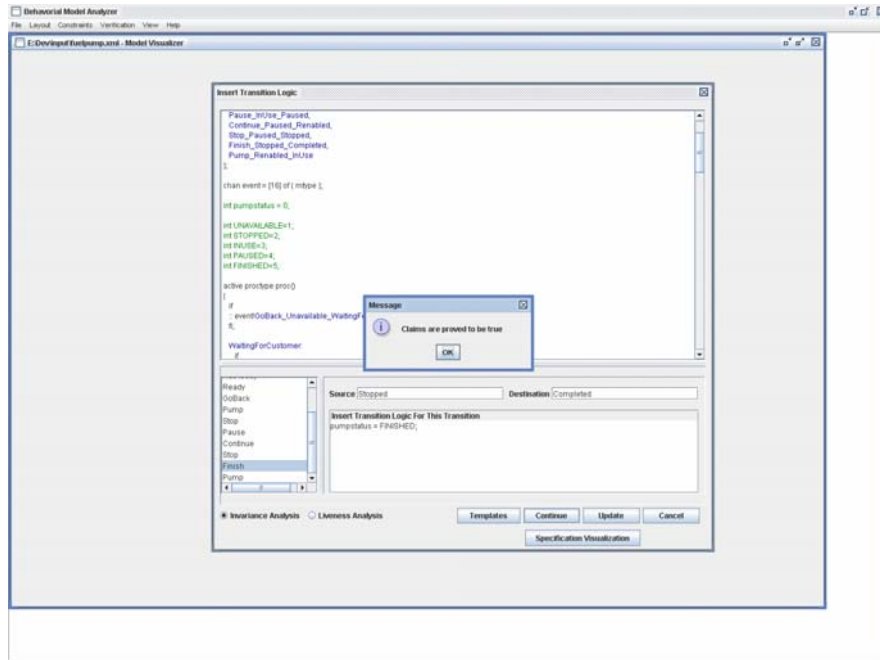 Behavorial Model Analyzer
File Layout Constraints Verification View Help
E:Dev\input\fuelpump.xml - Model Visualizer
Insert Transition Logic
Pause_InUse_Paused,
Continue_Paused_Renabled,
Stop_Paused_Stopped,
Finish_Stopped_Completed,
Pump_Renabled_InUse
};
chan event = [16] of { mtype };
int pumpstatus = 0;
int UNAVAILABLE=1;
int STOPPED=2;
int INUSE=3;
int PAUSED=4;
int FINISHED=5;
active proctype proc()
{
if
:: event!GoBack_Unavailable_WaitingF
fi;
WaitingForCustomer:
if
Message
Claims are proved to be true
OK
Ready
GoBack
Pump
Stop
Pause
Continue
Stop
Finish
Pump
Source Stopped Destination Completed
Insert Transition Logic For This Transition
pumpstatus = FINISHED;
Invariance Analysis Liveness Analysis Templates Continue Update Cancel
Specification Visualization